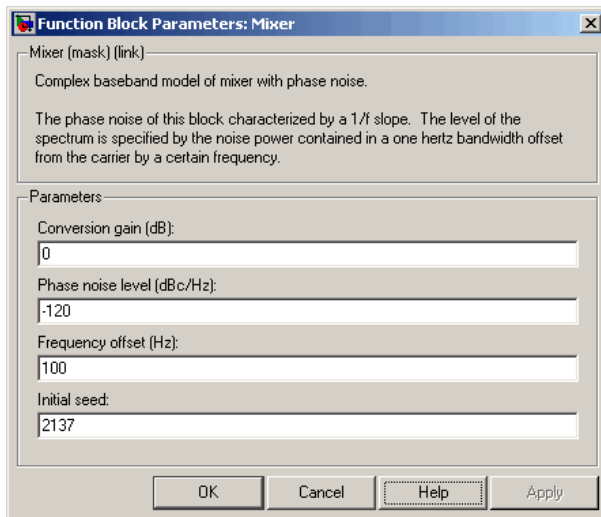 Function Block Parameters: Mixer
Mixer (mask) (link)
Complex baseband model of mixer with phase noise.
The phase noise of this block characterized by a 1/f slope. The level of the
spectrum is specified by the noise power contained in a one hertz bandwidth offset
from the carrier by a certain frequency.
Parameters
Conversion gain (dB):
0
Phase noise level (dBc/Hz):
-120
Frequency offset (Hz):
100
Initial seed:
2137
OK Cancel Help Apply